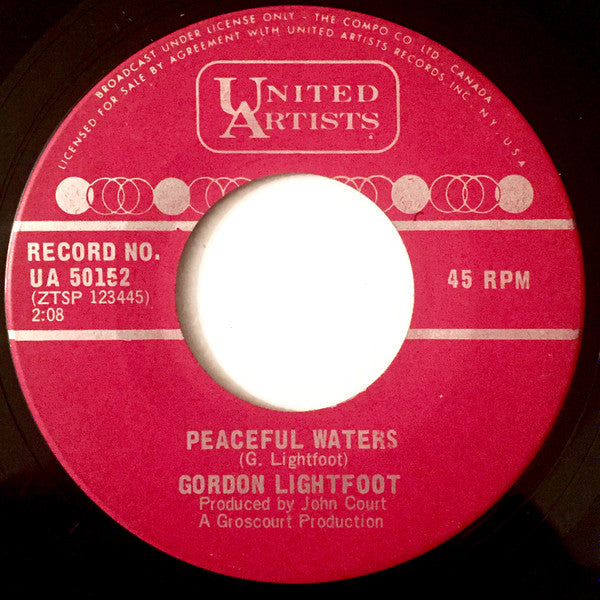 BROADCAST UNDER LICENSE ONLY - THE COMPO CO. LTD., CANADA -
LICENSED FOR SALE BY AGREEMENT WITH UNITED ARTISTS RECORDS INC., N.Y. U.S.A.
UNITED
ARTISTS
RECORD NO.
UA 50152
45 RPM
(ZTSP 123445)
2:08
PEACEFUL WATERS
(G. Lightfoot)
GORDON LIGHTFOOT
Produced by John Court
A Groscourt Production